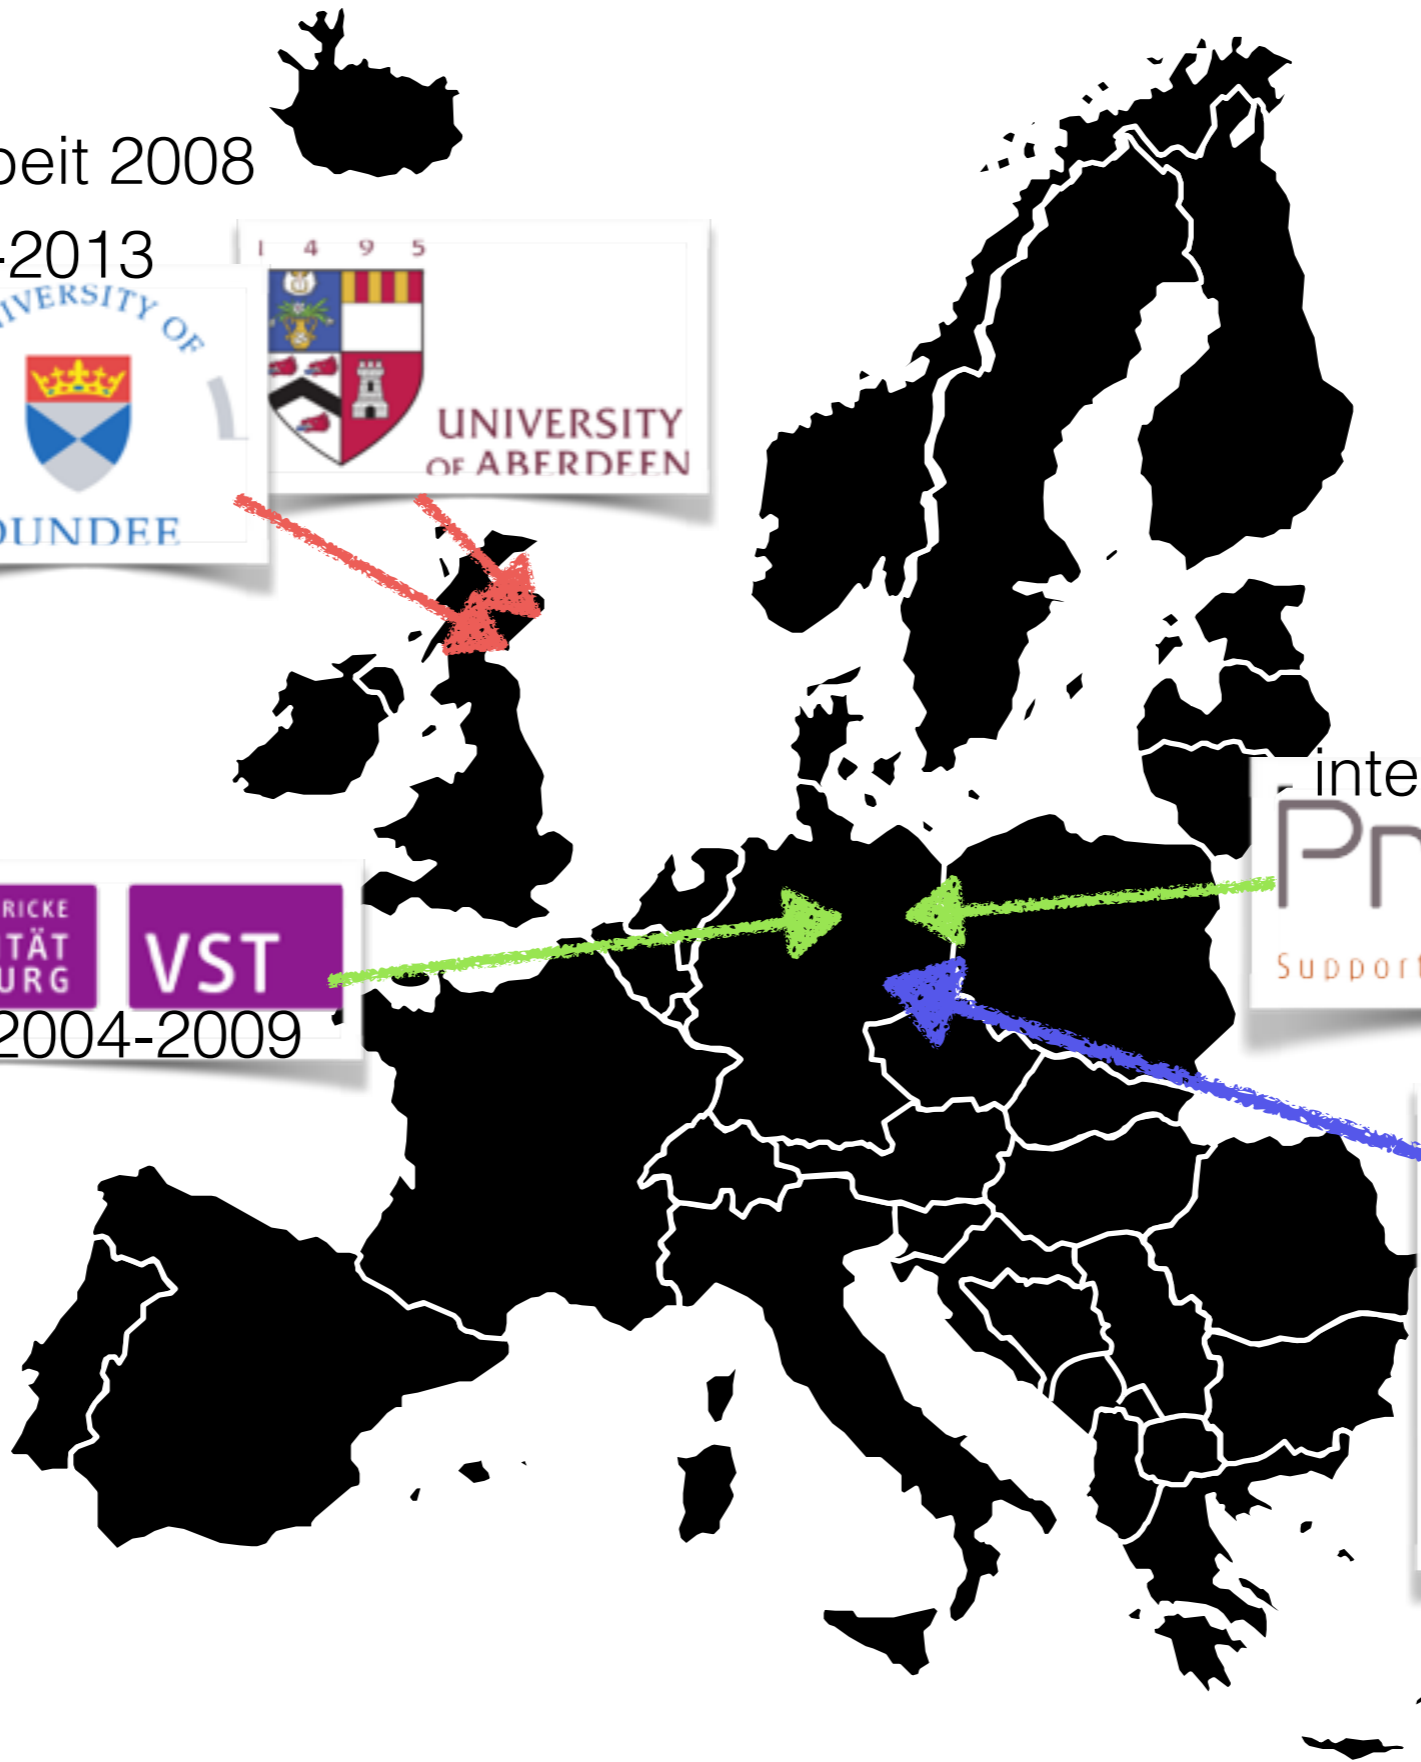 beit 2008
-2013
1 4 9 5
IVERSITY OF
DUNDEE
UNIVERSITY
OF ABERDEEN
inte
Pr
Support
RICKE
TÄT
URG
VST
2004-2009